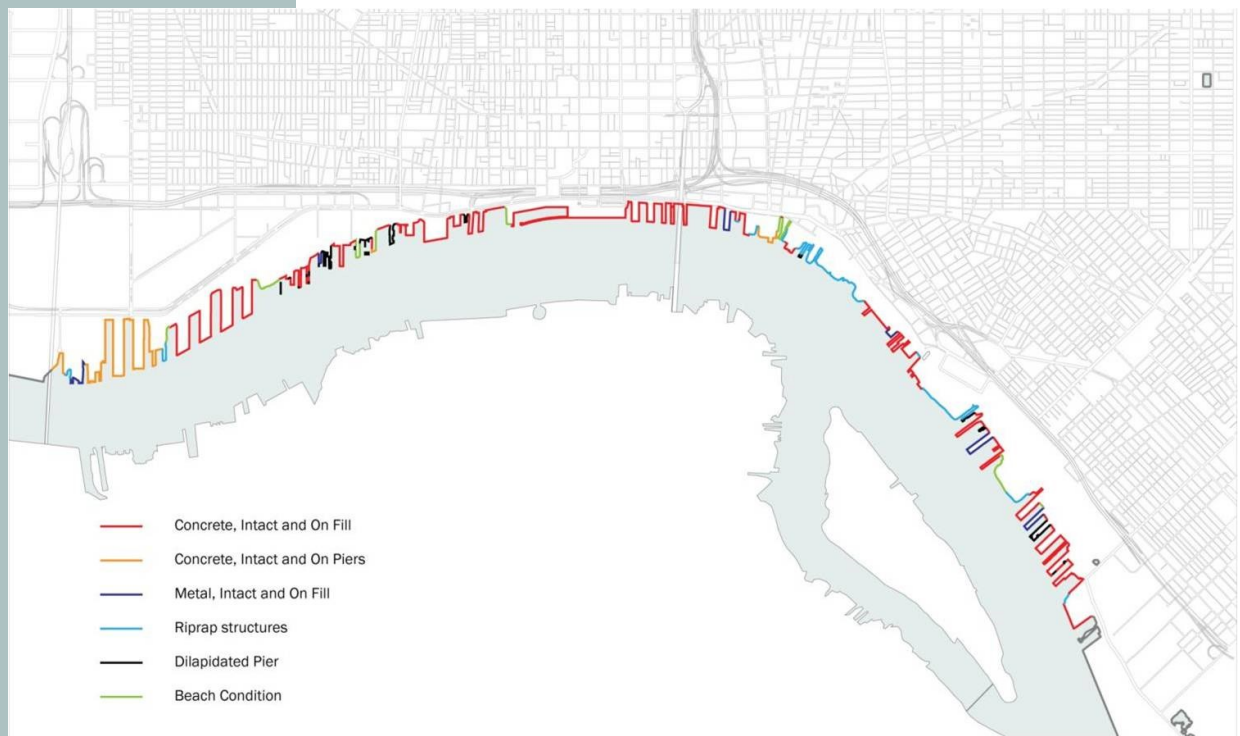 Concrete, Intact and On Fill
Concrete, Intact and On Piers
Metal, Intact and On Fill
Riprap structures
Dilapidated Pier
Beach Condition